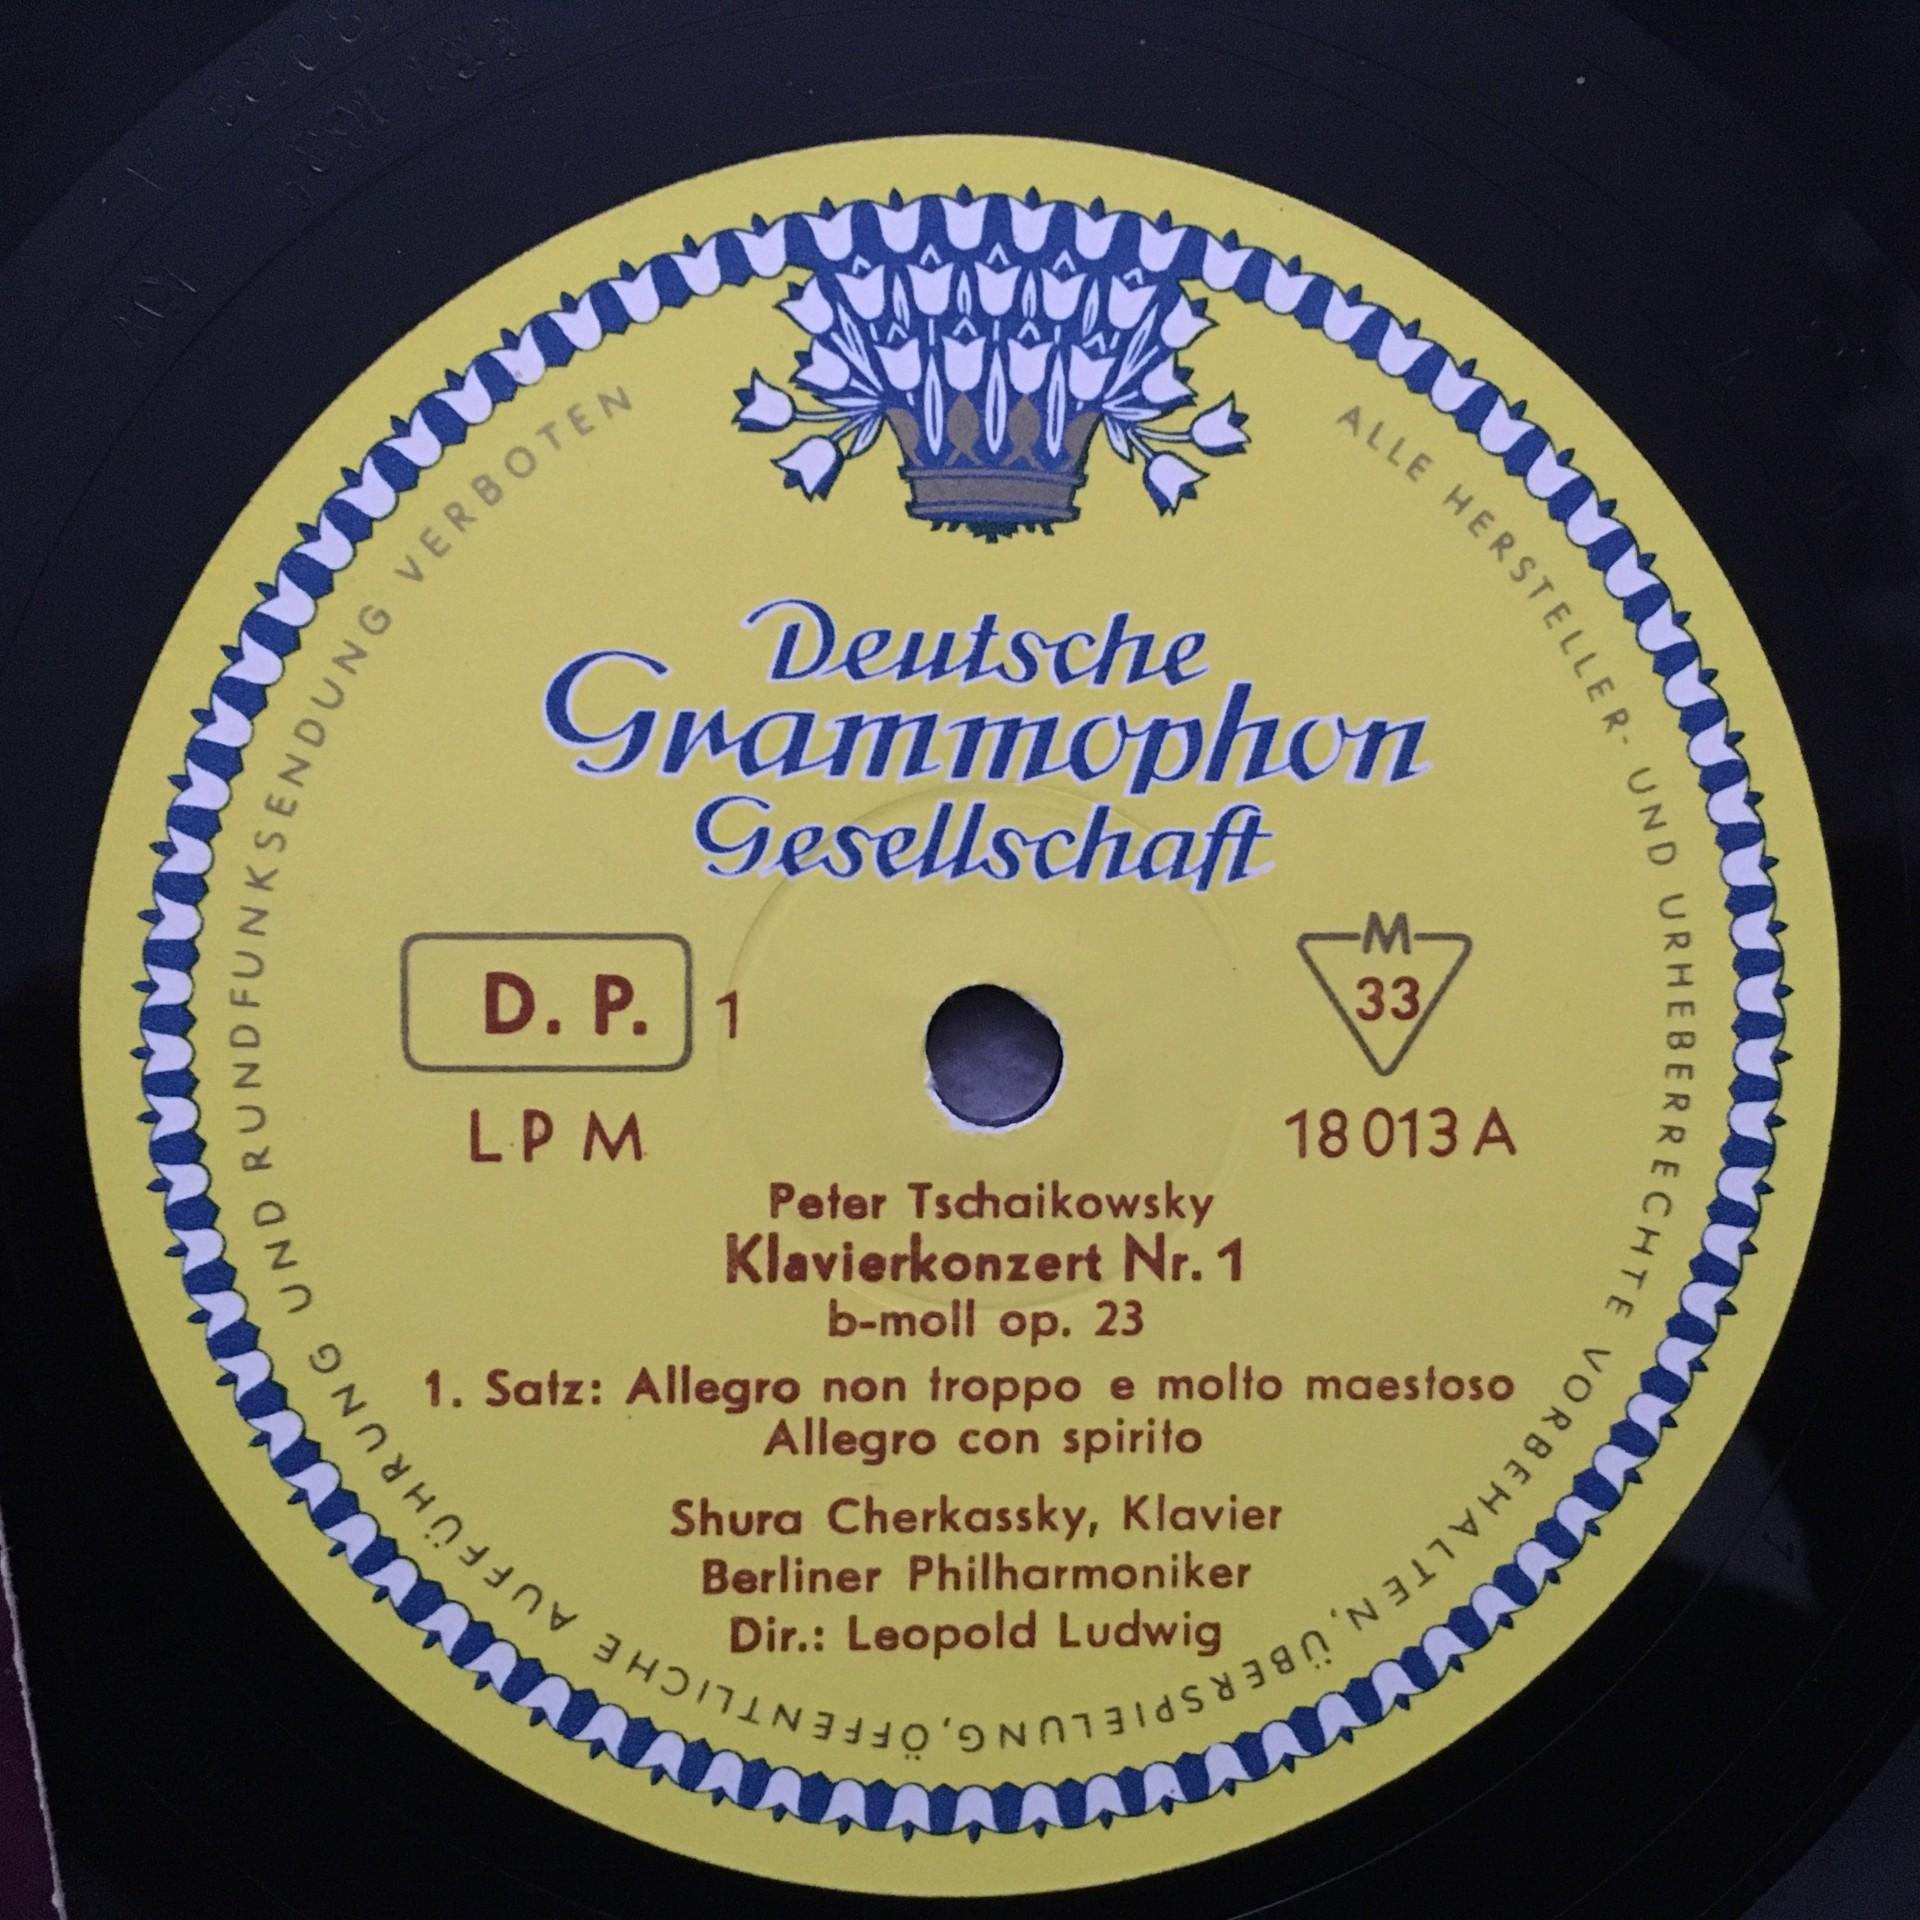 Deutsche
Grammophon
Gesellschaft
D. P. 1
M
33
LPM
18 013 A
Peter Tschaikowsky
Klavierkonzert Nr. 1
b-moll op. 23
1. Satz: Allegro non troppo e molto maestoso
Allegro con spirito
Shura Cherkassky, Klavier
Berliner Philharmoniker
Dir.: Leopold Ludwig
ALLE HERSTELLER- UND URHEBERRECHTE VORBEHALTEN, ÜBERSPIELUNG, ÖFFENTLICHE AUFFÜHRUNG UND RUNDFUNKSENDUNG VERBOTEN